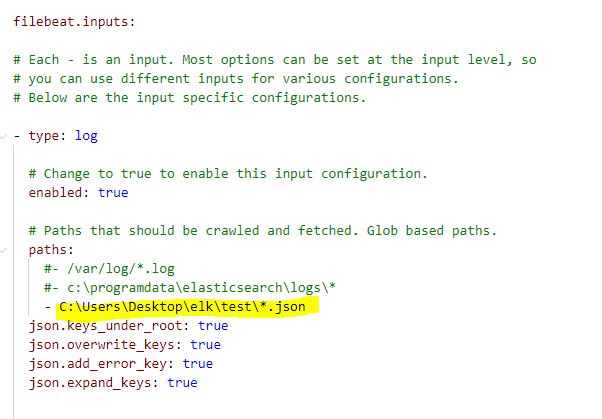 filebeat.inputs:
# Each - is an input. Most options can be set at the input level, so
# you can use different inputs for various configurations.
# Below are the input specific configurations.
- type: log
# Change to true to enable this input configuration.
enabled: true
# Paths that should be crawled and fetched. Glob based paths.
paths:
#- /var/log/*.log
#- c:\programdata\elasticsearch\logs\*
- C:\Users\Desktop\elk\test\*.json
json.keys_under_root: true
json.overwrite_keys: true
json.add_error_key: true
json.expand_keys: true